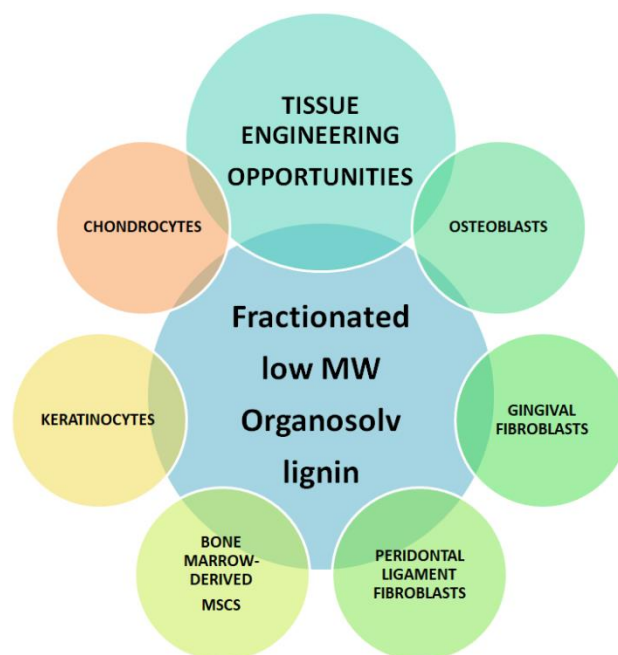 TISSUE
ENGINEERING
OPPORTUNITIES
CHONDROCYTES
OSTEOBLASTS
Fractionated
low MW
Organosolv
lignin
KERATINOCYTES
GINGIVAL
FIBROBLASTS
BONE
MARROW-
DERIVED
MSCS
PERIDONTAL
LIGAMENT
FIBROBLASTS